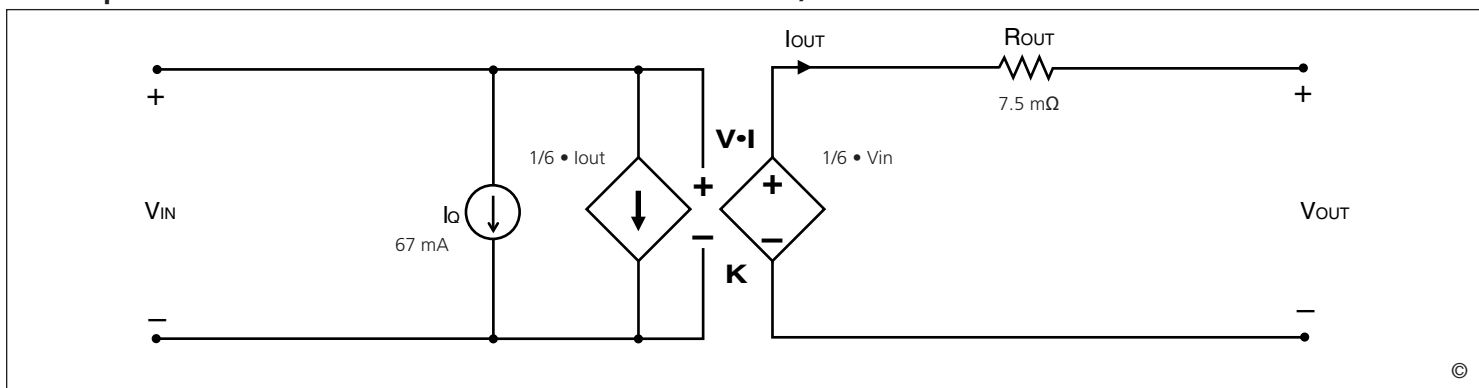 IOUT
ROUT
+
7.5 mΩ
+
V•I
1/6 • Iout
1/6 • Vin
+
+
VIN
IQ
VOUT
67 mA
–
–
K
–
–
©